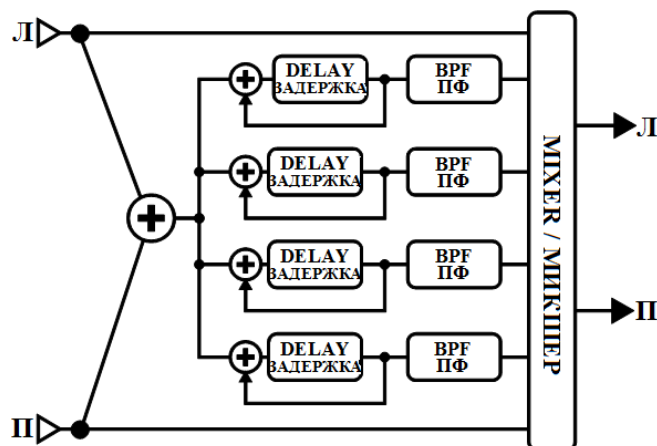 Л
DELAY
ЗАДЕРЖКА
BPF
ПФ
DELAY
ЗАДЕРЖКА
BPF
ПФ
DELAY
ЗАДЕРЖКА
BPF
ПФ
DELAY
ЗАДЕРЖКА
BPF
ПФ
П
MIXER / МИКШЕР
Л
П